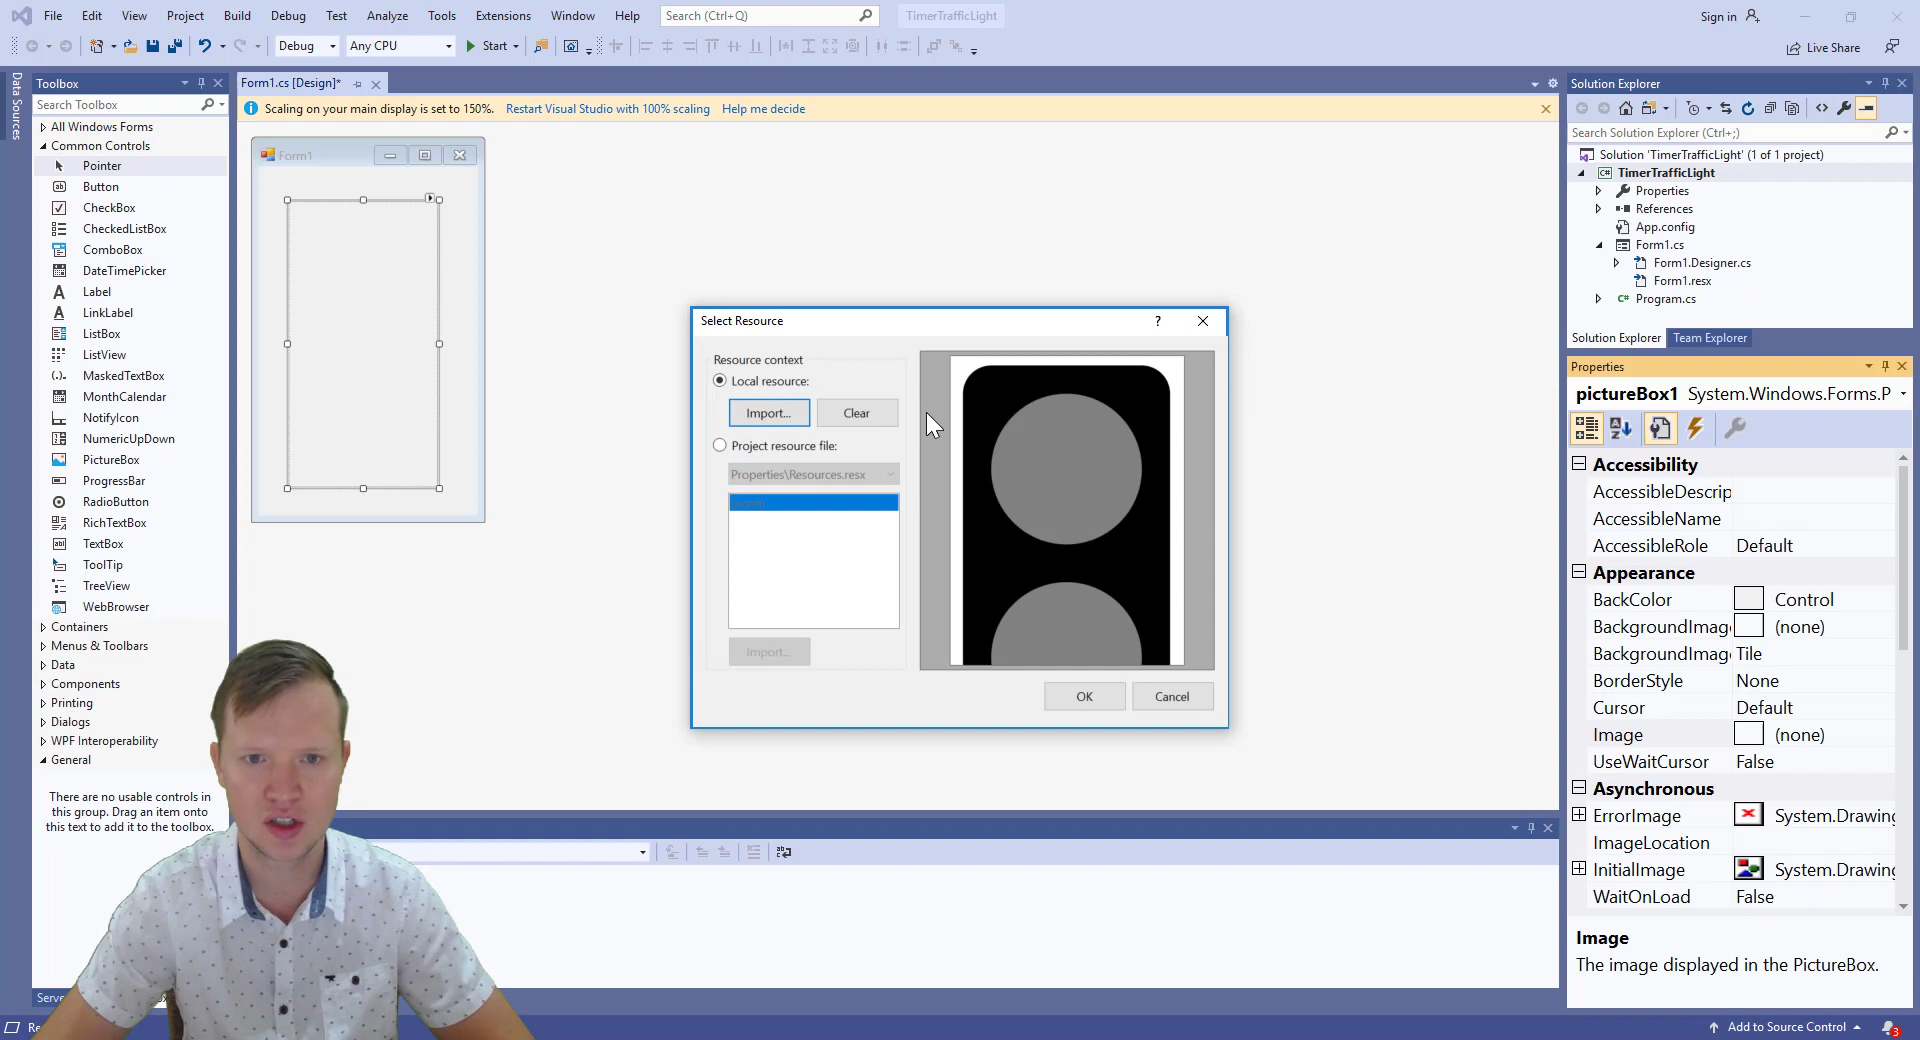 File Edit View Project Build Debug Test Analyze Tools Extensions Window Help Search (Ctrl+Q) TimerTrafficLight Sign in
Debug Any CPU Start Live Share
Data Sources
Toolbox
Search Toolbox
All Windows Forms
Common Controls
Pointer
Button
CheckBox
CheckedListBox
ComboBox
DateTimePicker
Label
LinkLabel
ListBox
ListView
MaskedTextBox
MonthCalendar
NotifyIcon
NumericUpDown
PictureBox
ProgressBar
RadioButton
RichTextBox
TextBox
ToolTip
TreeView
WebBrowser
Containers
Menus & Toolbars
Data
Components
Printing
Dialogs
WPF Interoperability
General
There are no usable controls in
this group. Drag an item onto
this text to add it to the toolbox.
Form1.cs [Design]*
Scaling on your main display is set to 150%. Restart Visual Studio with 100% scaling Help me decide
Form1
Select Resource
Resource context
Local resource:
Import... Clear
Project resource file:
Properties\Resources.resx
Import...
OK Cancel
Solution Explorer
Search Solution Explorer (Ctrl+;)
Solution 'TimerTrafficLight' (1 of 1 project)
TimerTrafficLight
Properties
References
App.config
Form1.cs
Form1.Designer.cs
Form1.resx
Program.cs
Solution Explorer Team Explorer
Properties
pictureBox1 System.Windows.Forms.P
Accessibility
AccessibleDescrip
AccessibleName
AccessibleRole Default
Appearance
BackColor Control
BackgroundImag (none)
BackgroundImag Tile
BorderStyle None
Cursor Default
Image (none)
UseWaitCursor False
Asynchronous
ErrorImage System.Drawing
ImageLocation
InitialImage System.Drawing
WaitOnLoad False
Image
The image displayed in the PictureBox.
Add to Source Control 3